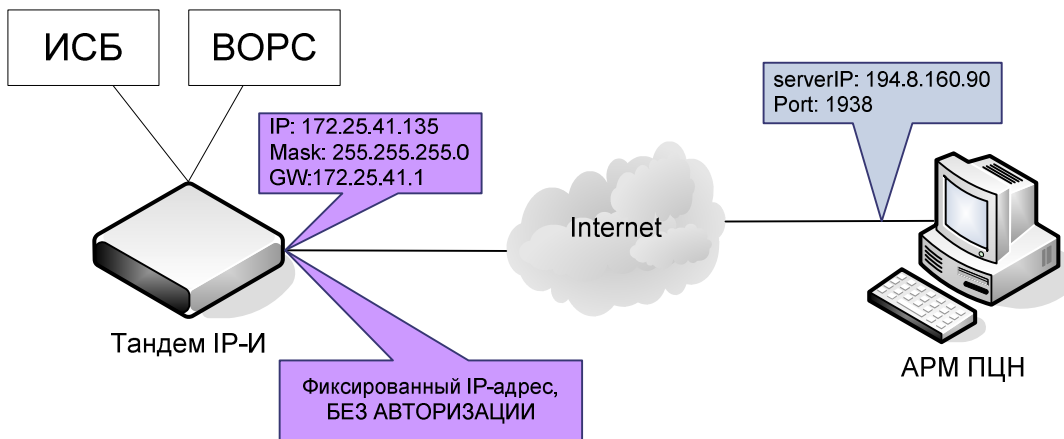 ИСБ
ВОРС
serverIP: 194.8.160.90
Port: 1938
IP: 172.25.41.135
Mask: 255.255.255.0
GW:172.25.41.1
Internet
Тандем IP-И
АРМ ПЦН
Фиксированный IP-адрес,
БЕЗ АВТОРИЗАЦИИ